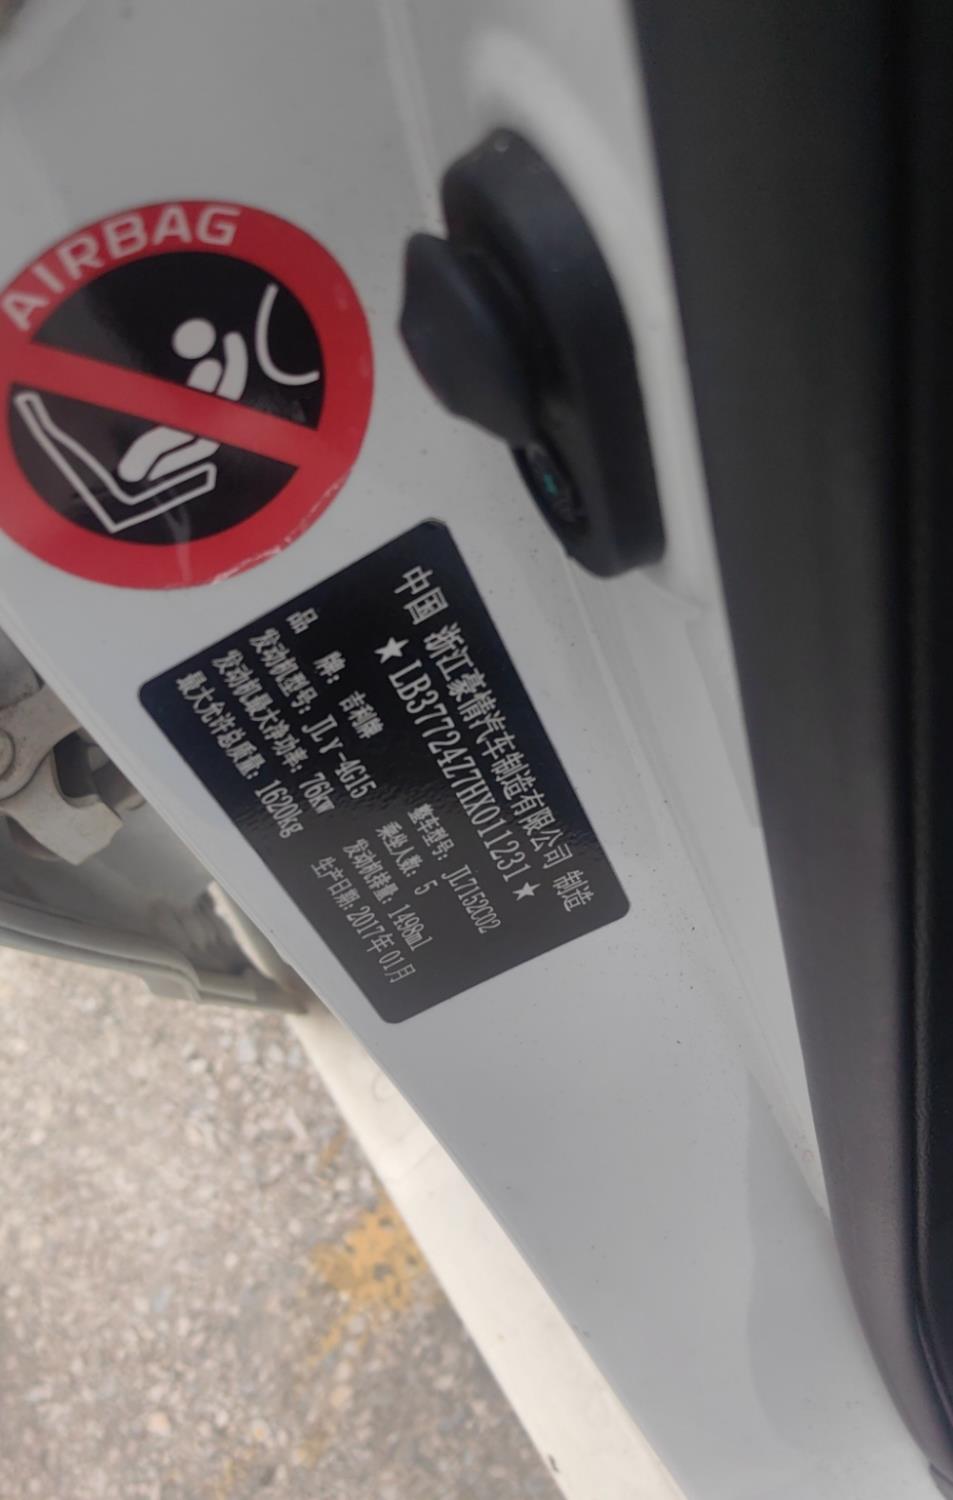 AIRBAG
中国 浙江豪情汽车制造有限公司 制造
★LB37724Z7HX011231★
品 牌：吉利牌 整车型号：JL7152C02
发动机型号：JLγ-4G15 乘坐人数：5
发动机最大净功率：76kw 发动机排量：1498ml
最大允许总质量：1620kg 生产日期：2017年01月